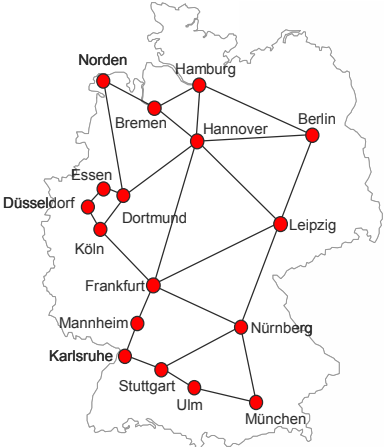 Norden
Hamburg
Bremen
Hannover
Berlin
Essen
Düsseldorf
Dortmund
Köln
Leipzig
Frankfurt
Mannheim
Nürnberg
Karlsruhe
Stuttgart
Ulm
München